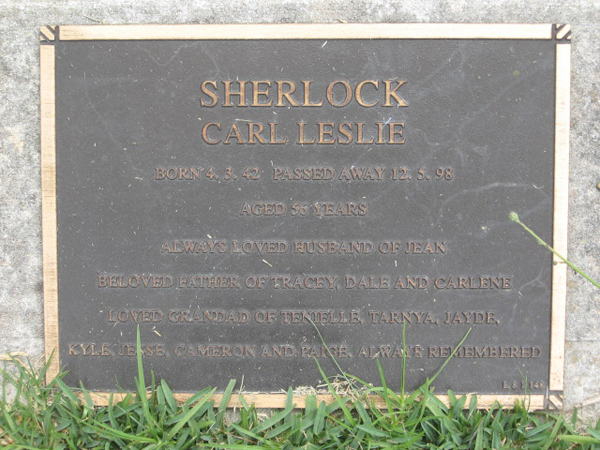 SHERLOCK
CARL LESLIE
BORN 4. 3. 42 PASSED AWAY 12. 5. 98
AGED 56 YEARS
ALWAYS LOVED HUSBAND OF JEAN
BELOVED FATHER OF TRACEY, DALE AND CARLENE
LOVED GRANDAD OF TENIELLE, TARNYA, JAYDE,
KYLE, JESSE, CAMERON AND PAIGE. ALWAYS REMEMBERED